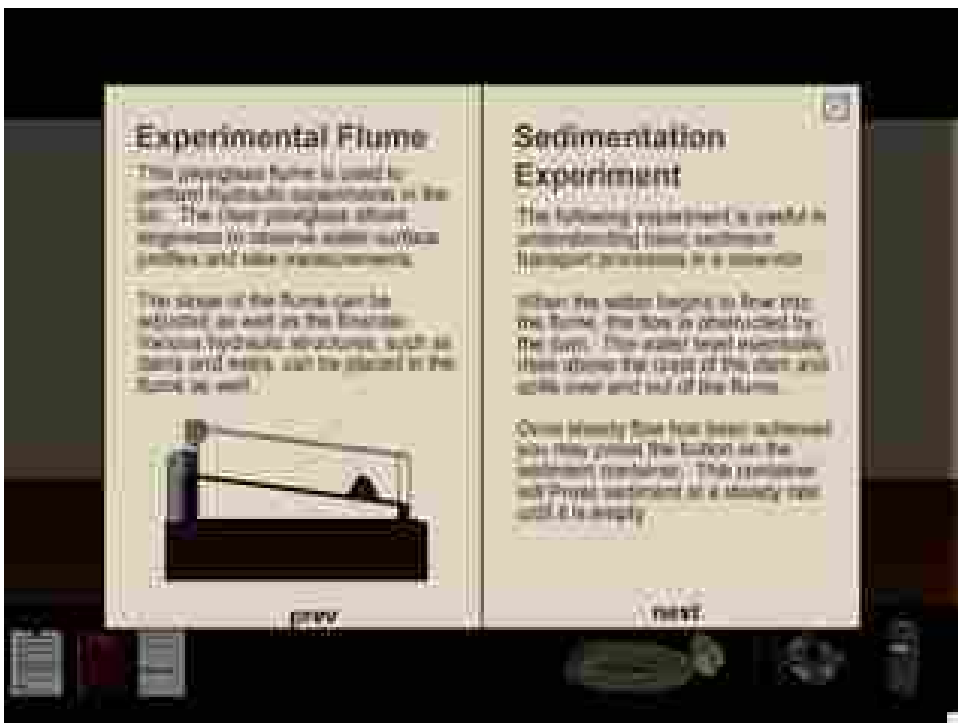 Experimental Flume
This plexiglass flume is used to
perform hydraulic experiments in the
lab. The clear plexiglass allows
engineers to observe water surface
profiles and take measurements.
The slope of the flume can be
adjusted as well as the
Various hydraulic structures, such as
dams and weirs, can be placed in the
flume as well.
prev
Sedimentation
Experiment
The following experiment is useful in
understanding basic sediment
transport processes in a reservoir.
When the water begins to flow into
the flume, the flow is obstructed by
the dam. The water level eventually
rises above the crest of the dam and
spills over and out of the flume.
Once steady flow has been achieved
you may press the button on the
sediment container. The container
will sediment at a steady rate
until it is empty.
next